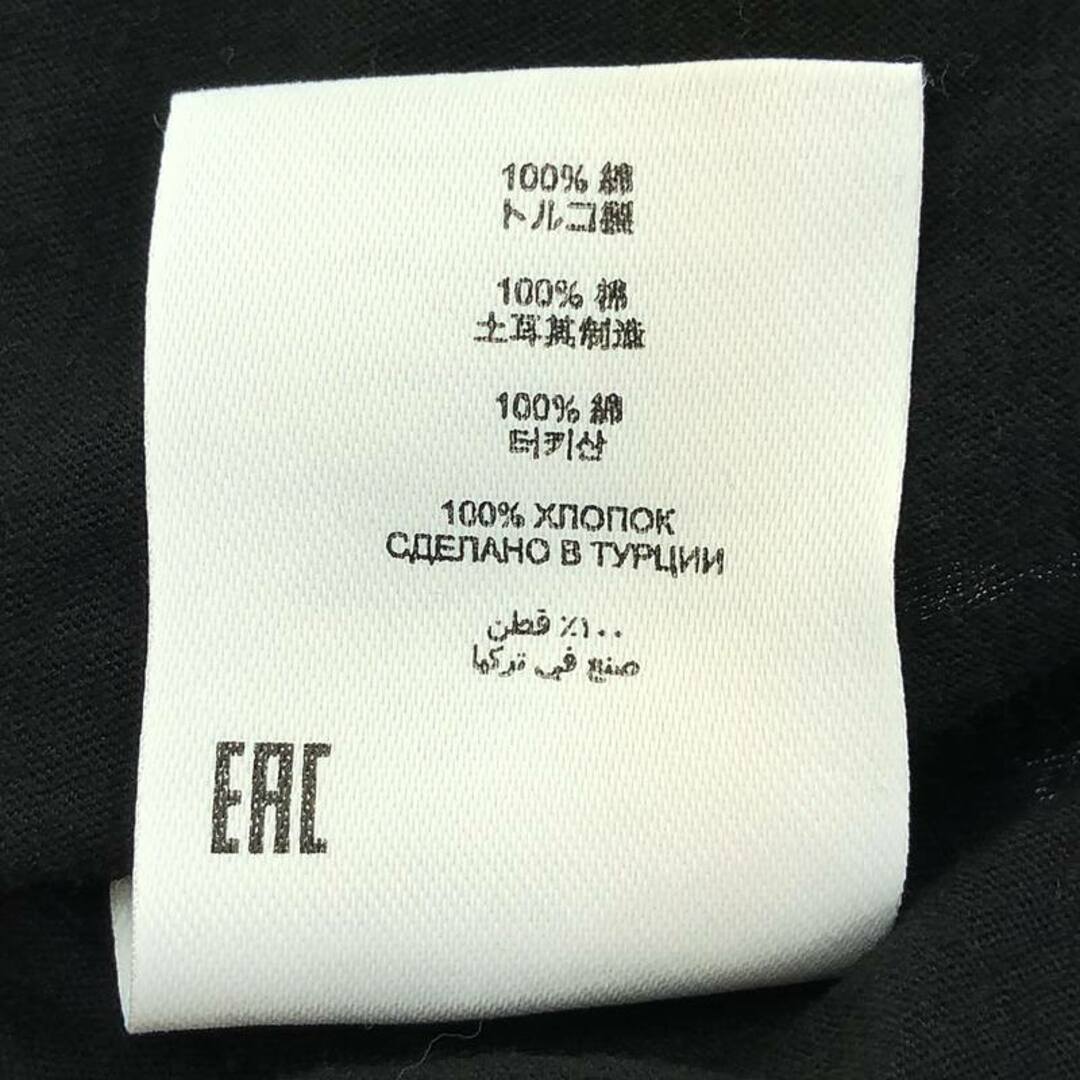 100% 綿
トルコ製
100% 棉
土耳其制造
100% 綿
터키산
100% ХЛОПОК
СДЕЛАНО В ТУРЦИИ
١٠٠٪ قطن
صنع في تركيا
EAC